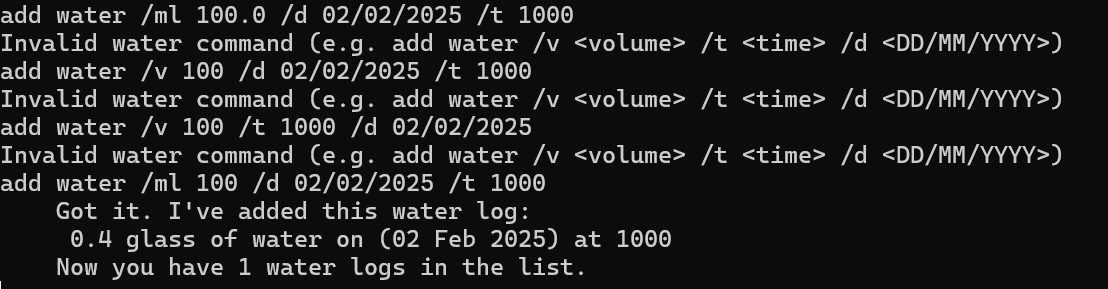 add water /ml 100.0 /d 02/02/2025 /t 1000
Invalid water command (e.g. add water /v <volume> /t <time> /d <DD/MM/YYYY>)
add water /v 100 /d 02/02/2025 /t 1000
Invalid water command (e.g. add water /v <volume> /t <time> /d <DD/MM/YYYY>)
add water /v 100 /t 1000 /d 02/02/2025
Invalid water command (e.g. add water /v <volume> /t <time> /d <DD/MM/YYYY>)
add water /ml 100 /d 02/02/2025 /t 1000
    Got it. I've added this water log:
     0.4 glass of water on (02 Feb 2025) at 1000
    Now you have 1 water logs in the list.